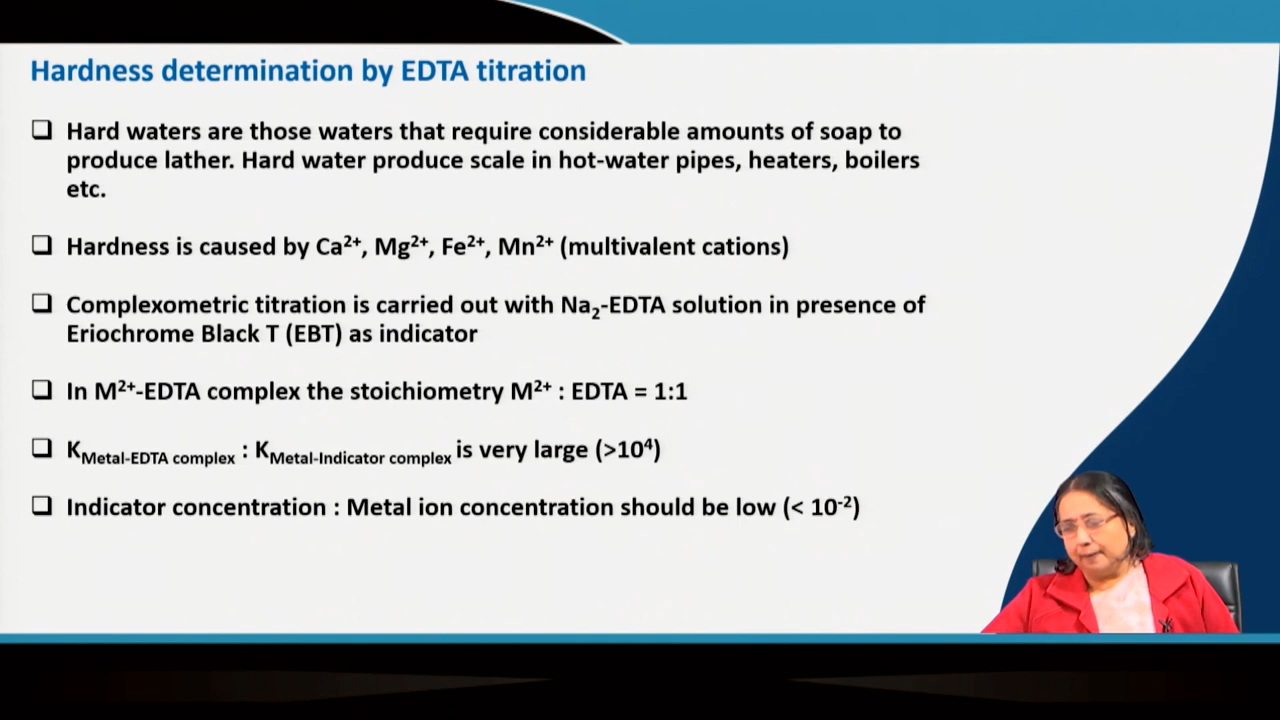 Hardness determination by EDTA titration
❑ Hard waters are those waters that require considerable amounts of soap to
produce lather. Hard water produce scale in hot-water pipes, heaters, boilers
etc.
❑ Hardness is caused by Ca²⁺, Mg²⁺, Fe²⁺, Mn²⁺ (multivalent cations)
❑ Complexometric titration is carried out with Na₂-EDTA solution in presence of
Eriochrome Black T (EBT) as indicator
❑ In M²⁺-EDTA complex the stoichiometry M²⁺ : EDTA = 1:1
❑ K Metal-EDTA complex : K Metal-Indicator complex is very large (>10⁴)
❑ Indicator concentration : Metal ion concentration should be low (< 10⁻²)